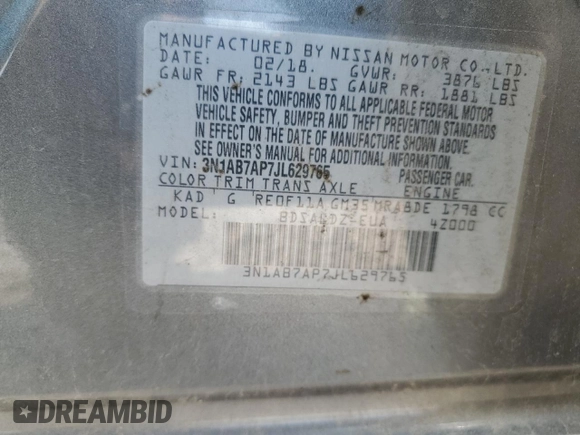 MANUFACTURED BY NISSAN MOTOR CO., LTD.
DATE: 02/18. GVWR: 3876 LBS
GAWR FR: 2143 LBS GAWR RR: 1881 LBS
THIS VEHICLE CONFORMS TO ALL APPLICABLE FEDERAL MOTOR
VEHICLE SAFETY, BUMPER AND THEFT PREVENTION STANDARDS
IN EFFECT ON THE DATE OF MANUFACTURE SHOWN ABOVE.
SEE OWNER'S MANUAL FOR ADDITIONAL INFORMATION.
VIN: 3N1AB7AP7JL629765 PASSENGER CAR.
COLOR TRIM TRANS AXLE ENGINE
KAD G RE0F11A GM35 MRA8DE 1798 CC
MODEL: 42000
3N1AB7AP7JL629765
DREAMBID